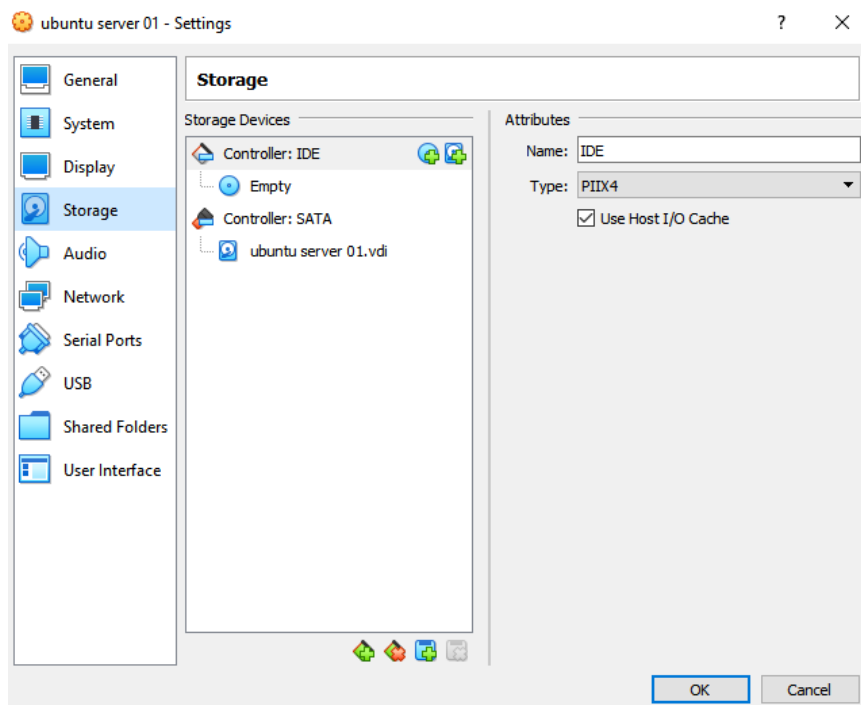 ubuntu server 01 - Settings
?
General
System
Display
Storage
Audio
Network
Serial Ports
USB
Shared Folders
User Interface
Storage
Storage Devices
Controller: IDE
Empty
Controller: SATA
ubuntu server 01.vdi
Attributes
Name: IDE
Type: PIIX4
Use Host I/O Cache
OK
Cancel